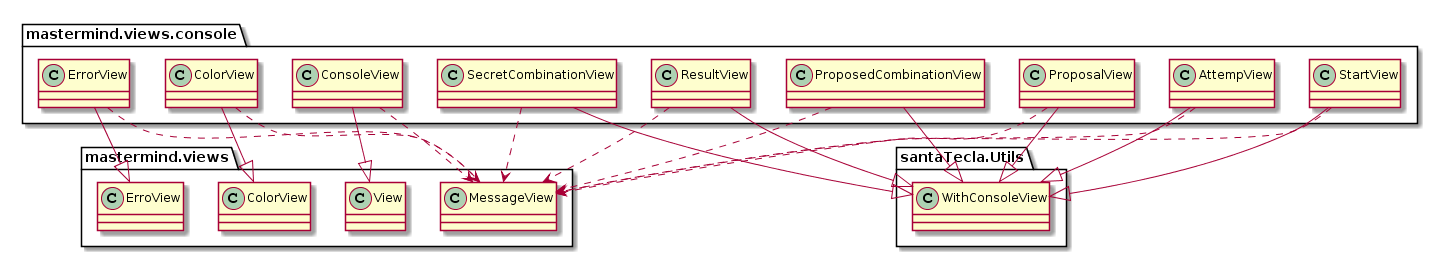 mastermind.views.console
C ErrorView C ColorView C ConsoleView C SecretCombinationView C ResultView C ProposedCombinationView C ProposalView C AttempView C StartView
mastermind.views santaTecla.Utils
C ErroView C ColorView C View C MessageView C WithConsoleView